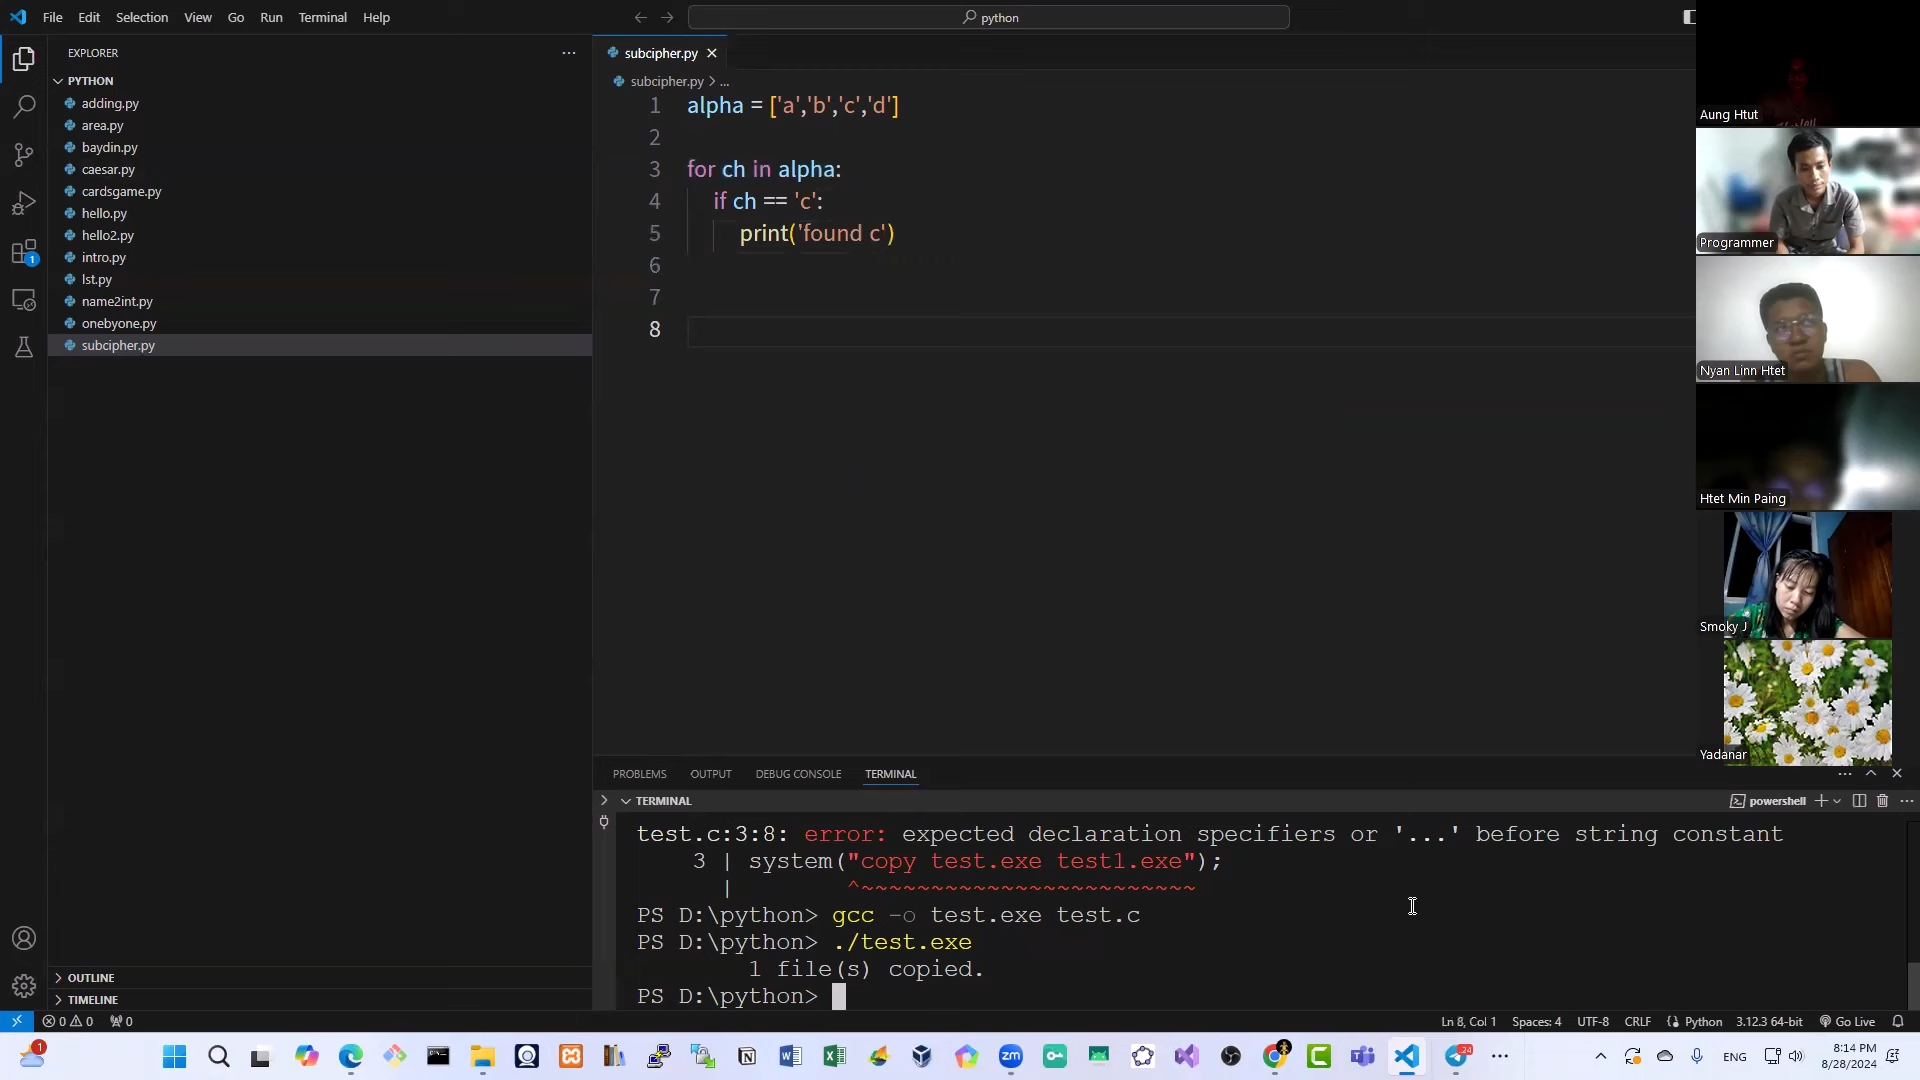 File Edit Selection View Go Run Terminal Help
python
EXPLORER
PYTHON
adding.py
area.py
baydin.py
caesar.py
cardsgame.py
hello.py
hello2.py
intro.py
lst.py
name2int.py
onebyone.py
subcipher.py
OUTLINE
TIMELINE
1
subcipher.py
subcipher.py > ...
1 alpha = ['a','b','c','d']
2
3 for ch in alpha:
4 if ch == 'c':
5 print('found c')
6
7
8
PROBLEMS OUTPUT DEBUG CONSOLE TERMINAL
TERMINAL
powershell
test.c:3:8: error: expected declaration specifiers or '...' before string constant
3 | system("copy test.exe test1.exe");
| ^~~~~~~~~~~~~~~~~~~~~~~~~
PS D:\python> gcc -o test.exe test.c
PS D:\python> ./test.exe
1 file(s) copied.
PS D:\python>
Aung Htut
Programmer
Nyan Linn Htet
Htet Min Paing
Smoky J
Yadanar
0 0 0
Ln 8, Col 1 Spaces: 4 UTF-8 CRLF Python 3.12.3 64-bit Go Live
1
zm
24
ENG
8:14 PM
8/28/2024